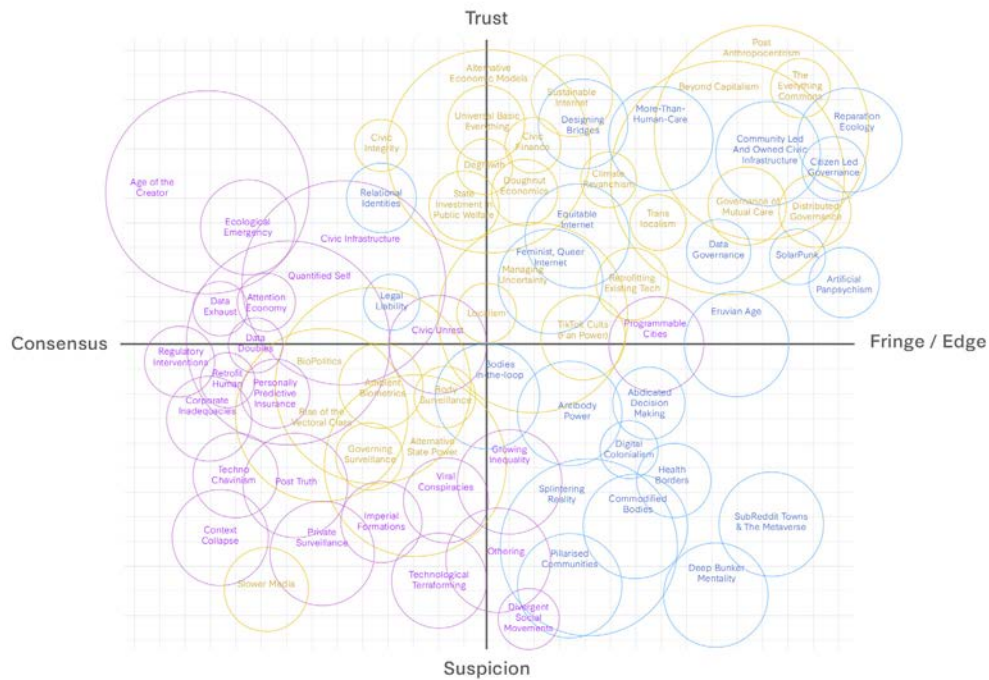 Trust
Post
Anthropocentrism
Alternative
Economic Models
Beyond Capitalism
The
Everything
Commons
Sustainable
Internet
Universal Basic
Everything
Designing
Bridges
More-Than-
Human-Care
Reparation
Ecology
Civic
Integrity
Civic
Finance
Community Led
And Owned Civic
Infrastructure
Citizen Led
Governance
Degrowth
Doughnut
Economics
Climate
Revanchism
Age of the
Creator
Relational
Identities
State
Investment in
Public Welfare
Equitable
Internet
Trans
localism
Governance of
Mutual Care
Distributed
Governance
Ecological
Emergency
Civic Infrastructure
Feminist, Queer
Internet
Data
Governance
SolarPunk
Quantified Self
Managing
Uncertainty
Retrofitting
Existing Tech
Artificial
Panpsychism
Data
Exhaust
Attention
Economy
Legal
Liability
Localism
Eruvian Age
Civic Unrest
TikTok Cults
(Fan Power)
Programmable
Cities
Consensus
Data
Doubles
Fringe / Edge
Regulatory
Interventions
BioPolitics
Bodies
in-the-loop
Retrofit
Human
Personally
Predictive
Insurance
Ambient
Biometrics
Body
Surveillance
Corporate
Inadequacies
Rise of the
Vectoral Class
Antibody
Power
Abdicated
Decision
Making
Governing
Surveillance
Alternative
State Power
Growing
Inequality
Digital
Colonialism
Techno
Chavinism
Post Truth
Viral
Conspiracies
Splintering
Reality
Health
Borders
Commodified
Bodies
Context
Collapse
Private
Surveillance
Imperial
Formations
SubReddit Towns
& The Metaverse
Othering
Pillarised
Communities
Slower Media
Technological
Terraforming
Deep Bunker
Mentality
Divergent
Social
Movements
Suspicion